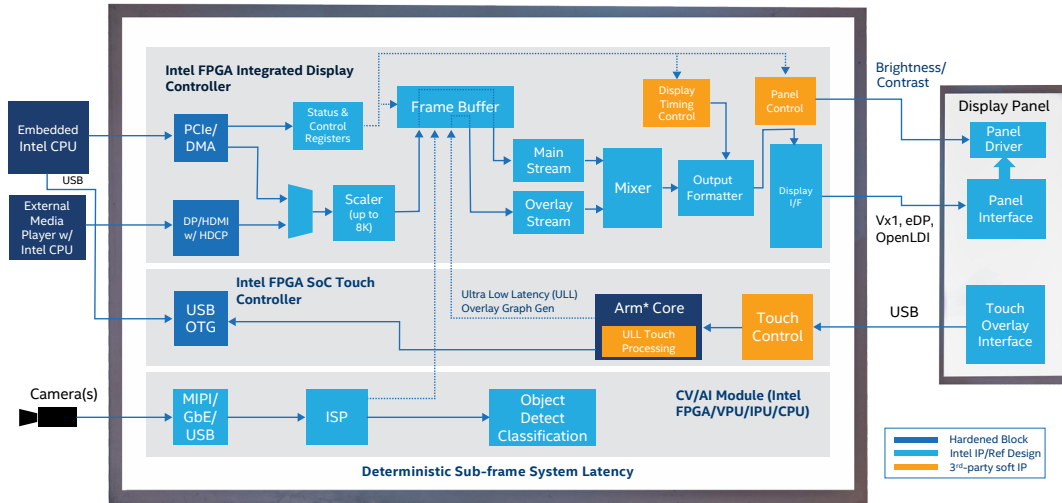 Intel FPGA Integrated Display
Controller
Embedded
Intel CPU
USB
External
Media
Player w/
Intel CPU
PCIe/
DMA
Status &
Control
Registers
Frame Buffer
DP/HDMI
w/ HDCP
Scaler
(up to
8K)
Main
Stream
Overlay
Stream
Mixer
Display
Timing
Control
Output
Formatter
Panel
Control
Display
I/F
Brightness/
Contrast
Vx1, eDP,
OpenLDI
Display Panel
Panel
Driver
Panel
Interface
Intel FPGA SoC Touch
Controller
USB
OTG
Ultra Low Latency (ULL)
Overlay Graph Gen
Arm* Core
ULL Touch
Processing
Touch
Control
USB
Touch
Overlay
Interface
Camera(s)
MIPI/
GbE/
USB
ISP
Object
Detect
Classification
CV/AI Module (Intel
FPGA/VPU/IPU/CPU)
Deterministic Sub-frame System Latency
Hardened Block
Intel IP/Ref Design
3rd-party soft IP